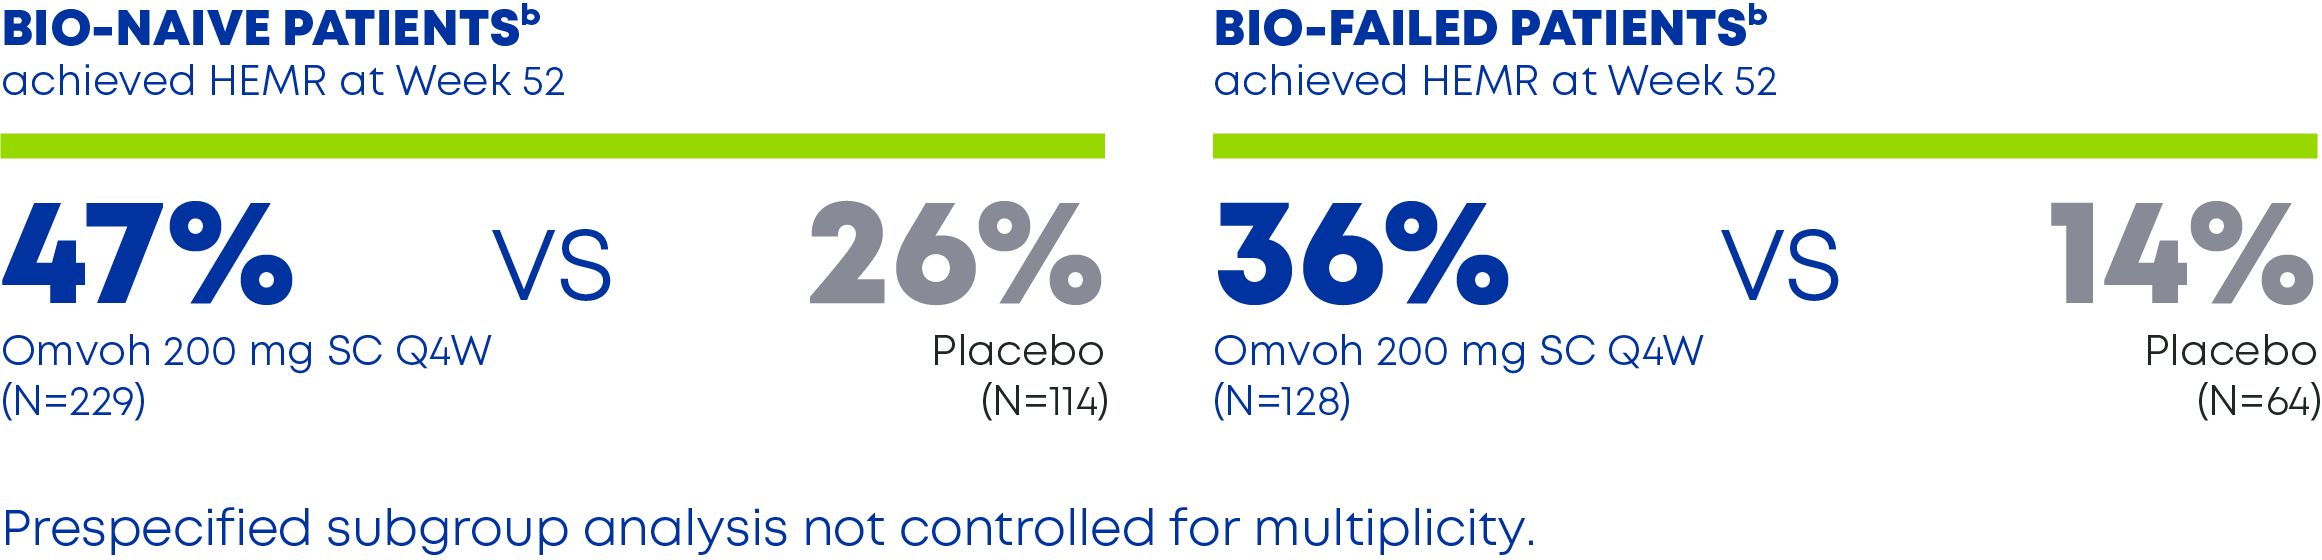 BIO-NAIVE PATIENTSᵇ
achieved HEMR at Week 52
47% VS 26%
Omvoh 200 mg SC Q4W
(N=229)
Placebo
(N=114)
BIO-FAILED PATIENTSᵇ
achieved HEMR at Week 52
36% VS 14%
Omvoh 200 mg SC Q4W
(N=128)
Placebo
(N=64)
Prespecified subgroup analysis not controlled for multiplicity.